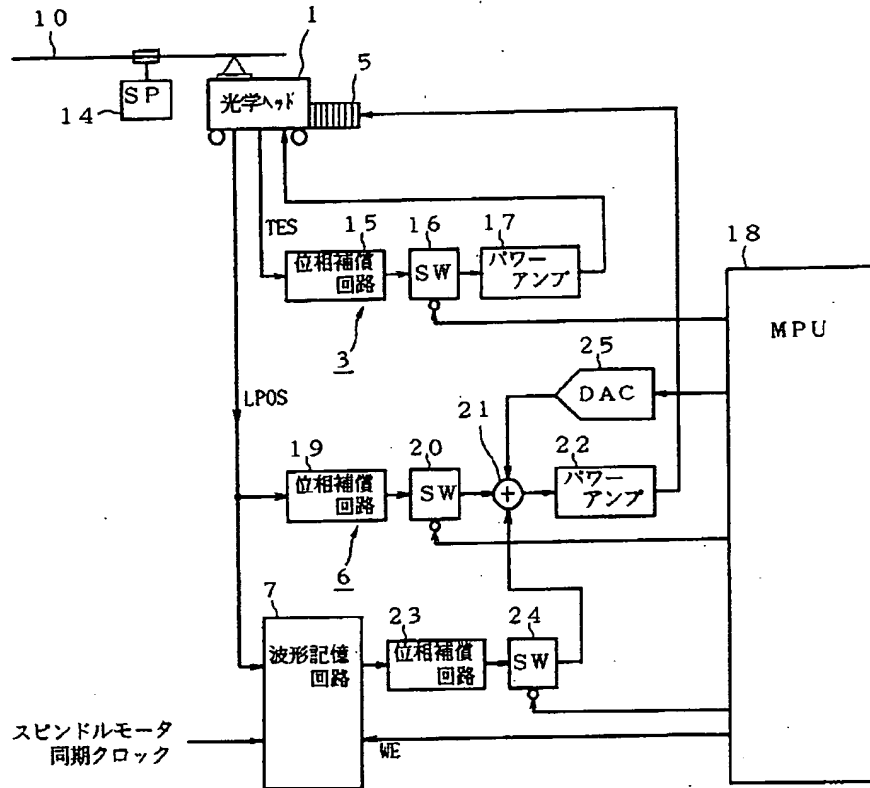 10
1
5
SP
14
光学ヘッド
TES
15
16
17
18
位相補償
回路
SW
パワー
アンプ
3
MPU
25
DAC
LPOS
21
19
20
22
位相補償
回路
SW
+
パワー
アンプ
6
7
23
24
波形記憶
回路
位相補償
回路
SW
スピンドルモータ
同期クロック
WE